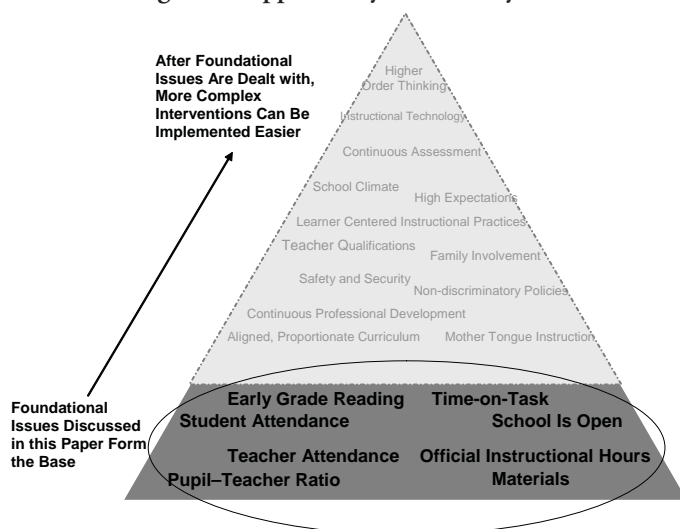 After Foundational
Issues Are Dealt with,
More Complex
Interventions Can Be
Implemented Easier
Higher
Order Thinking
Instructional Technology
Continuous Assessment
School Climate
High Expectations
Learner Centered Instructional Practices
Teacher Qualifications
Family Involvement
Safety and Security
Non-discriminatory Policies
Continuous Professional Development
Aligned, Proportionate Curriculum Mother Tongue Instruction
Foundational
Issues Discussed
in this Paper Form
the Base
Early Grade Reading Time-on-Task
Student Attendance School Is Open
Teacher Attendance Official Instructional Hours
Pupil–Teacher Ratio Materials